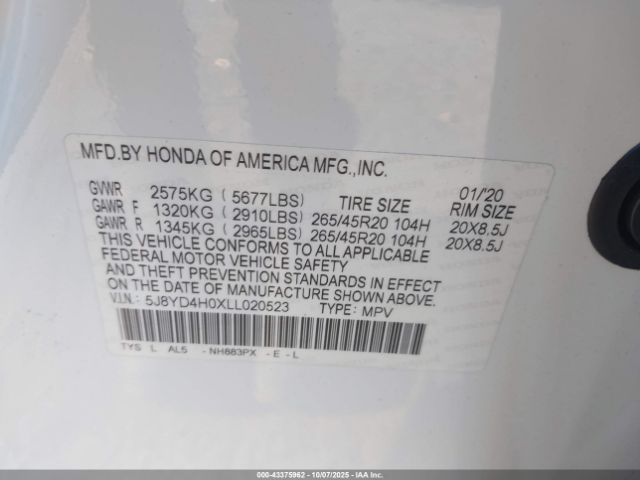 MFD.BY HONDA OF AMERICA MFG.,INC.
01/'20
GVWR 2575KG (5677LBS) TIRE SIZE RIM SIZE
GAWR F 1320KG (2910LBS) 265/45R20 104H 20X8.5J
GAWR R 1345KG (2965LBS) 265/45R20 104H 20X8.5J
THIS VEHICLE CONFORMS TO ALL APPLICABLE
FEDERAL MOTOR VEHICLE SAFETY
AND THEFT PREVENTION STANDARDS IN EFFECT
ON THE DATE OF MANUFACTURE SHOWN ABOVE.
V.I.N.: 5J8YD4H0XLL020523 TYPE: MPV
TYS L AL5 -NH883PX -E-L
000-43375962 | 10/07/2025 | IAA Inc.